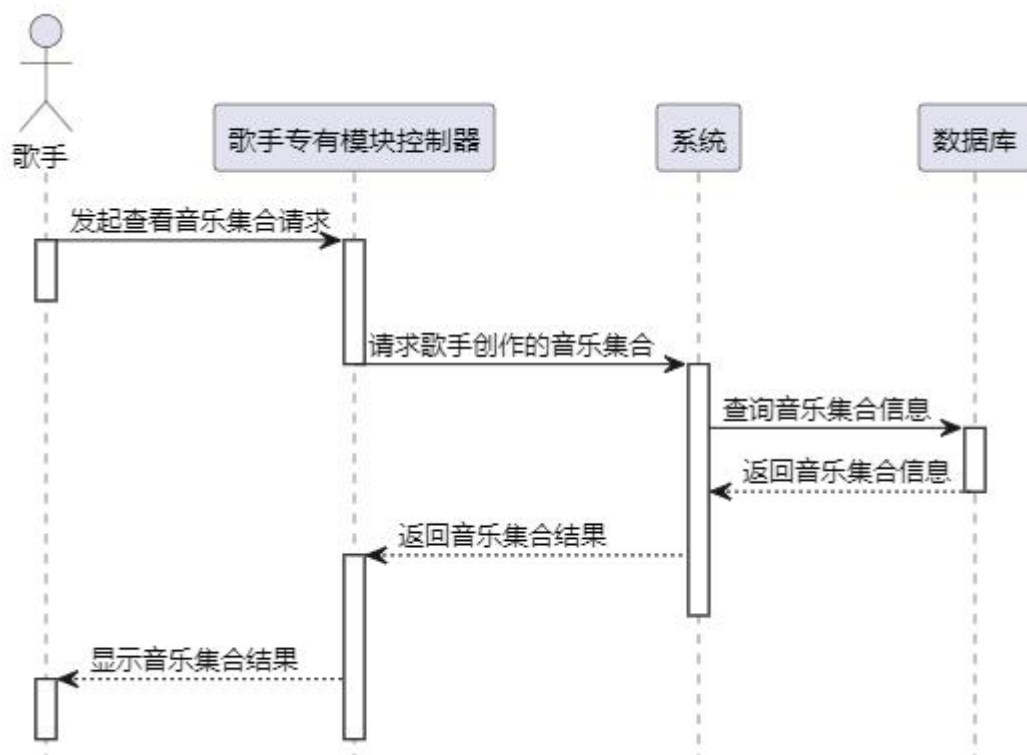 歌手
歌手专有模块控制器
系统
数据库
发起查看音乐集合请求
请求歌手创作的音乐集合
查询音乐集合信息
返回音乐集合信息
返回音乐集合结果
显示音乐集合结果